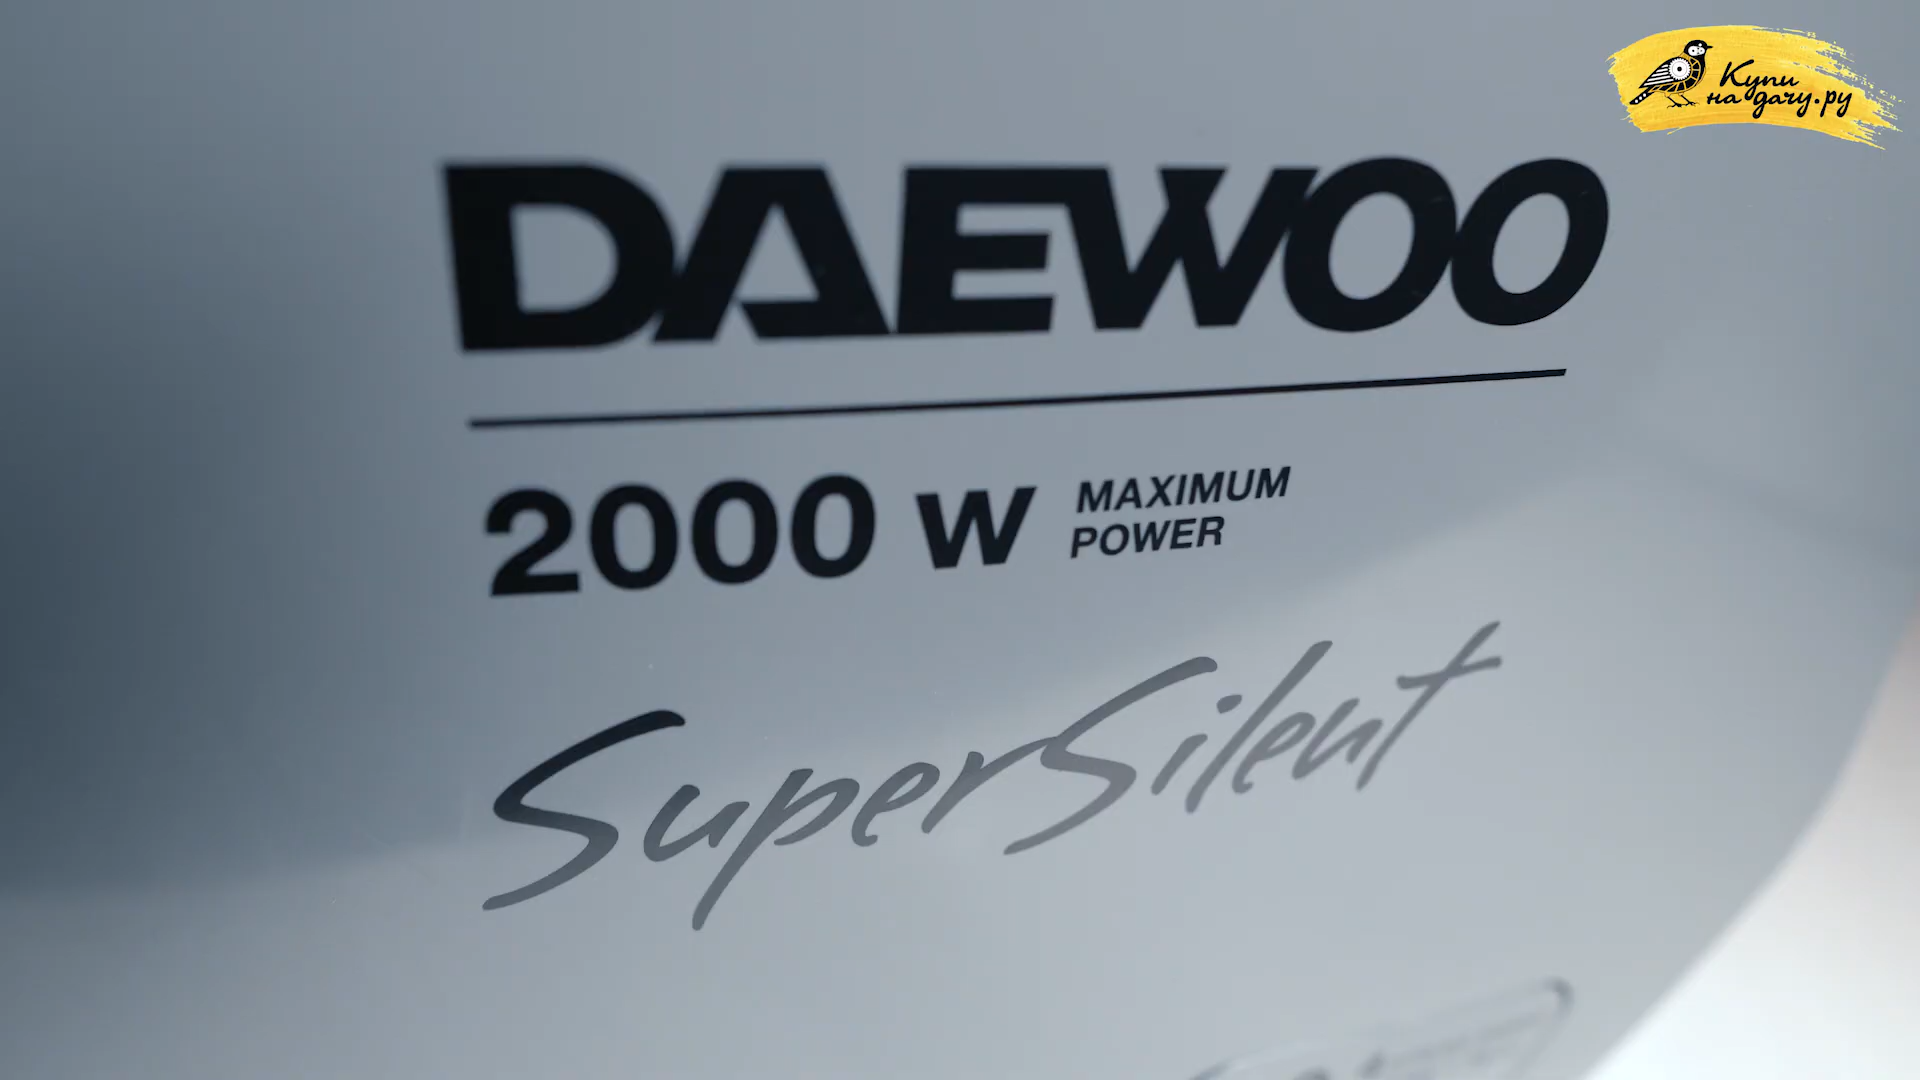 Купи
на дачу.ру
DAEWOO
2000 W MAXIMUM
POWER
SuperSilent